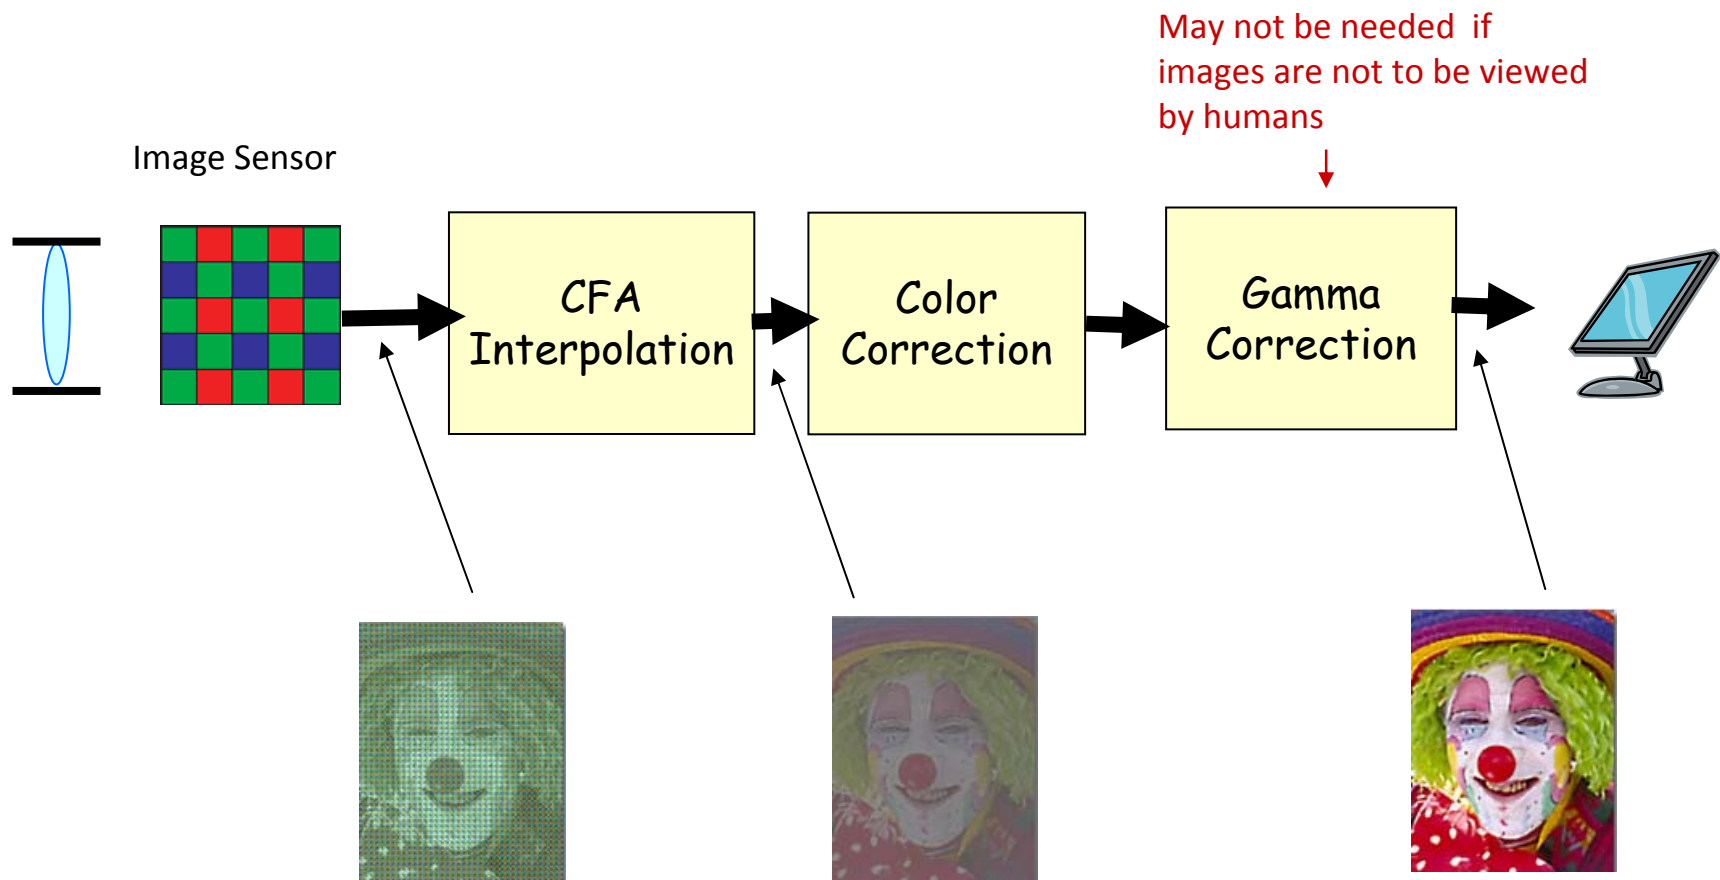 May not be needed  if
images are not to be viewed
by humans
Image Sensor
CFA
Interpolation
Color
Correction
Gamma
Correction